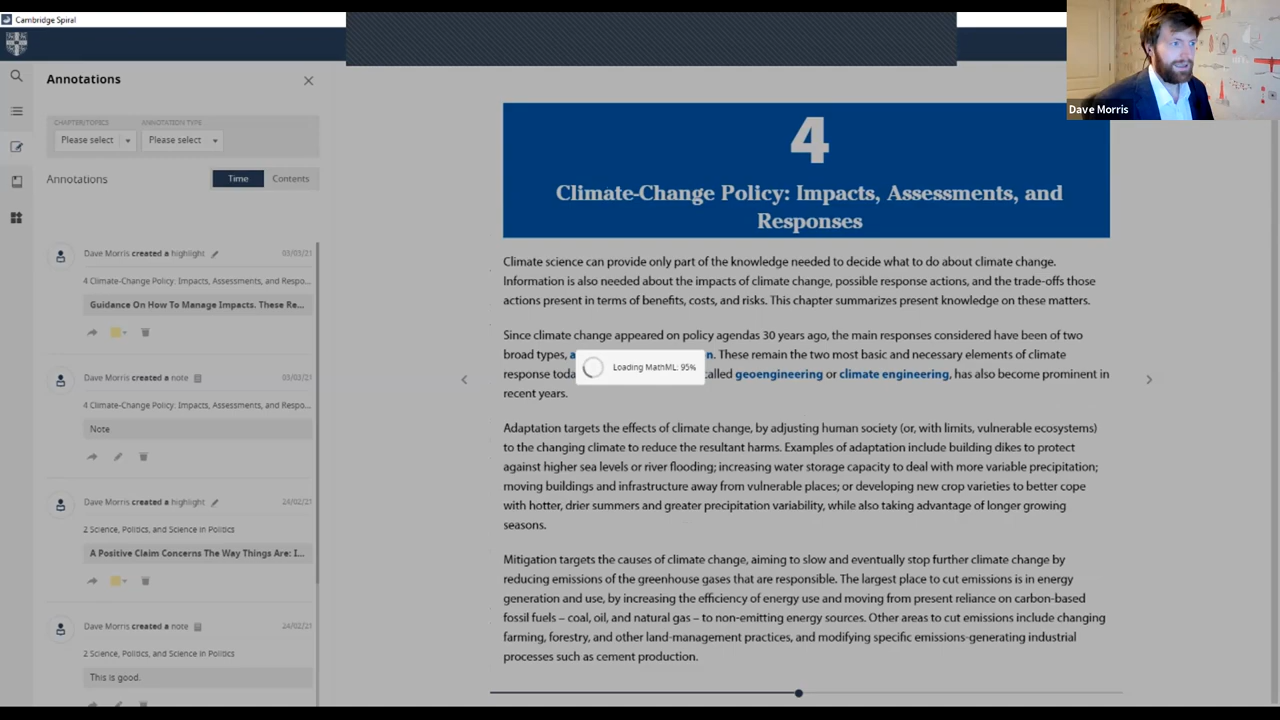 Cambridge Spiral
Dave Morris
Annotations
CHAPTER/TOPICS
ANNOTATION TYPE
Please select
Please select
Annotations
Time
Contents
Dave Morris created a highlight
03/03/21
4 Climate-Change Policy: Impacts, Assessments, and Respo...
Guidance On How To Manage Impacts. These Re...
Dave Morris created a note
03/03/21
4 Climate-Change Policy: Impacts, Assessments, and Respo...
Note
Dave Morris created a highlight
24/02/21
2 Science, Politics, and Science in Politics
A Positive Claim Concerns The Way Things Are: I...
Dave Morris created a note
24/02/21
2 Science, Politics, and Science in Politics
This is good.
4
Climate-Change Policy: Impacts, Assessments, and
Responses
Climate science can provide only part of the knowledge needed to decide what to do about climate change.
Information is also needed about the impacts of climate change, possible response actions, and the trade-offs those
actions present in terms of benefits, costs, and risks. This chapter summarizes present knowledge on these matters.
Since climate change appeared on policy agendas 30 years ago, the main responses considered have been of two
broad types, a n. These remain the two most basic and necessary elements of climate
Loading MathML: 95%
response toda called geoengineering or climate engineering, has also become prominent in
recent years.
Adaptation targets the effects of climate change, by adjusting human society (or, with limits, vulnerable ecosystems)
to the changing climate to reduce the resultant harms. Examples of adaptation include building dikes to protect
against higher sea levels or river flooding; increasing water storage capacity to deal with more variable precipitation;
moving buildings and infrastructure away from vulnerable places; or developing new crop varieties to better cope
with hotter, drier summers and greater precipitation variability, while also taking advantage of longer growing
seasons.
Mitigation targets the causes of climate change, aiming to slow and eventually stop further climate change by
reducing emissions of the greenhouse gases that are responsible. The largest place to cut emissions is in energy
generation and use, by increasing the efficiency of energy use and moving from present reliance on carbon-based
fossil fuels – coal, oil, and natural gas – to non-emitting energy sources. Other areas to cut emissions include changing
farming, forestry, and other land-management practices, and modifying specific emissions-generating industrial
processes such as cement production.